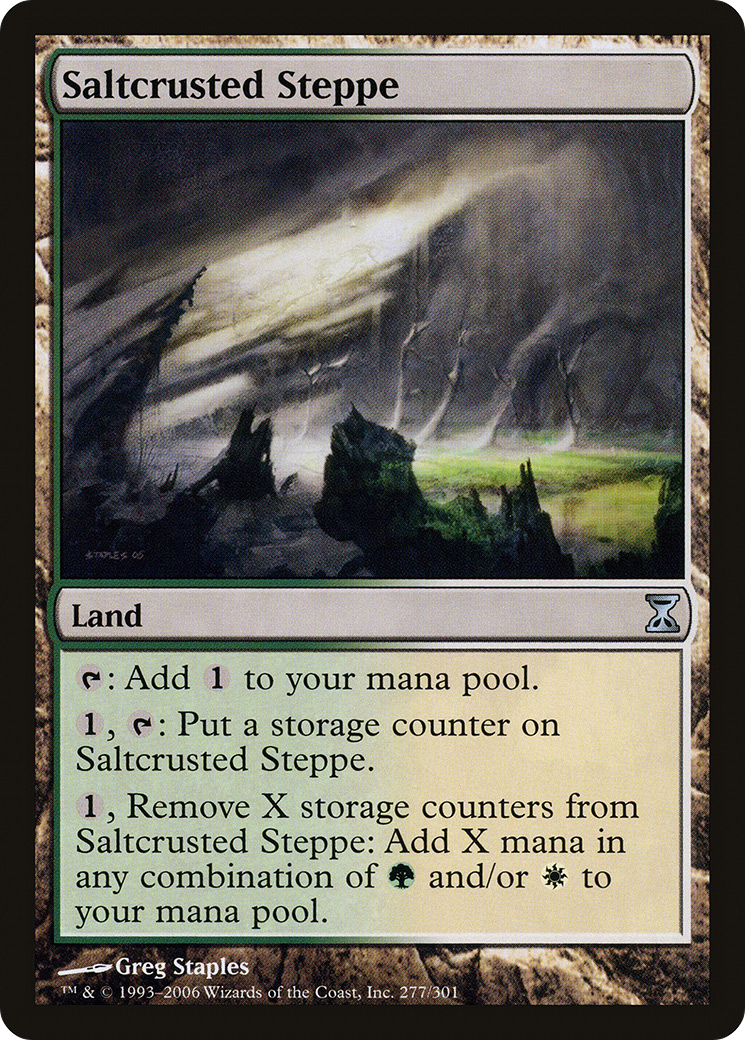 Saltcrusted Steppe
STAPLES 05
Land
: Add 1 to your mana pool.
1, : Put a storage counter on
Saltcrusted Steppe.
1, Remove X storage counters from
Saltcrusted Steppe: Add X mana in
any combination of and/or to
your mana pool.
Greg Staples
™ & © 1993–2006 Wizards of the Coast, Inc. 277/301